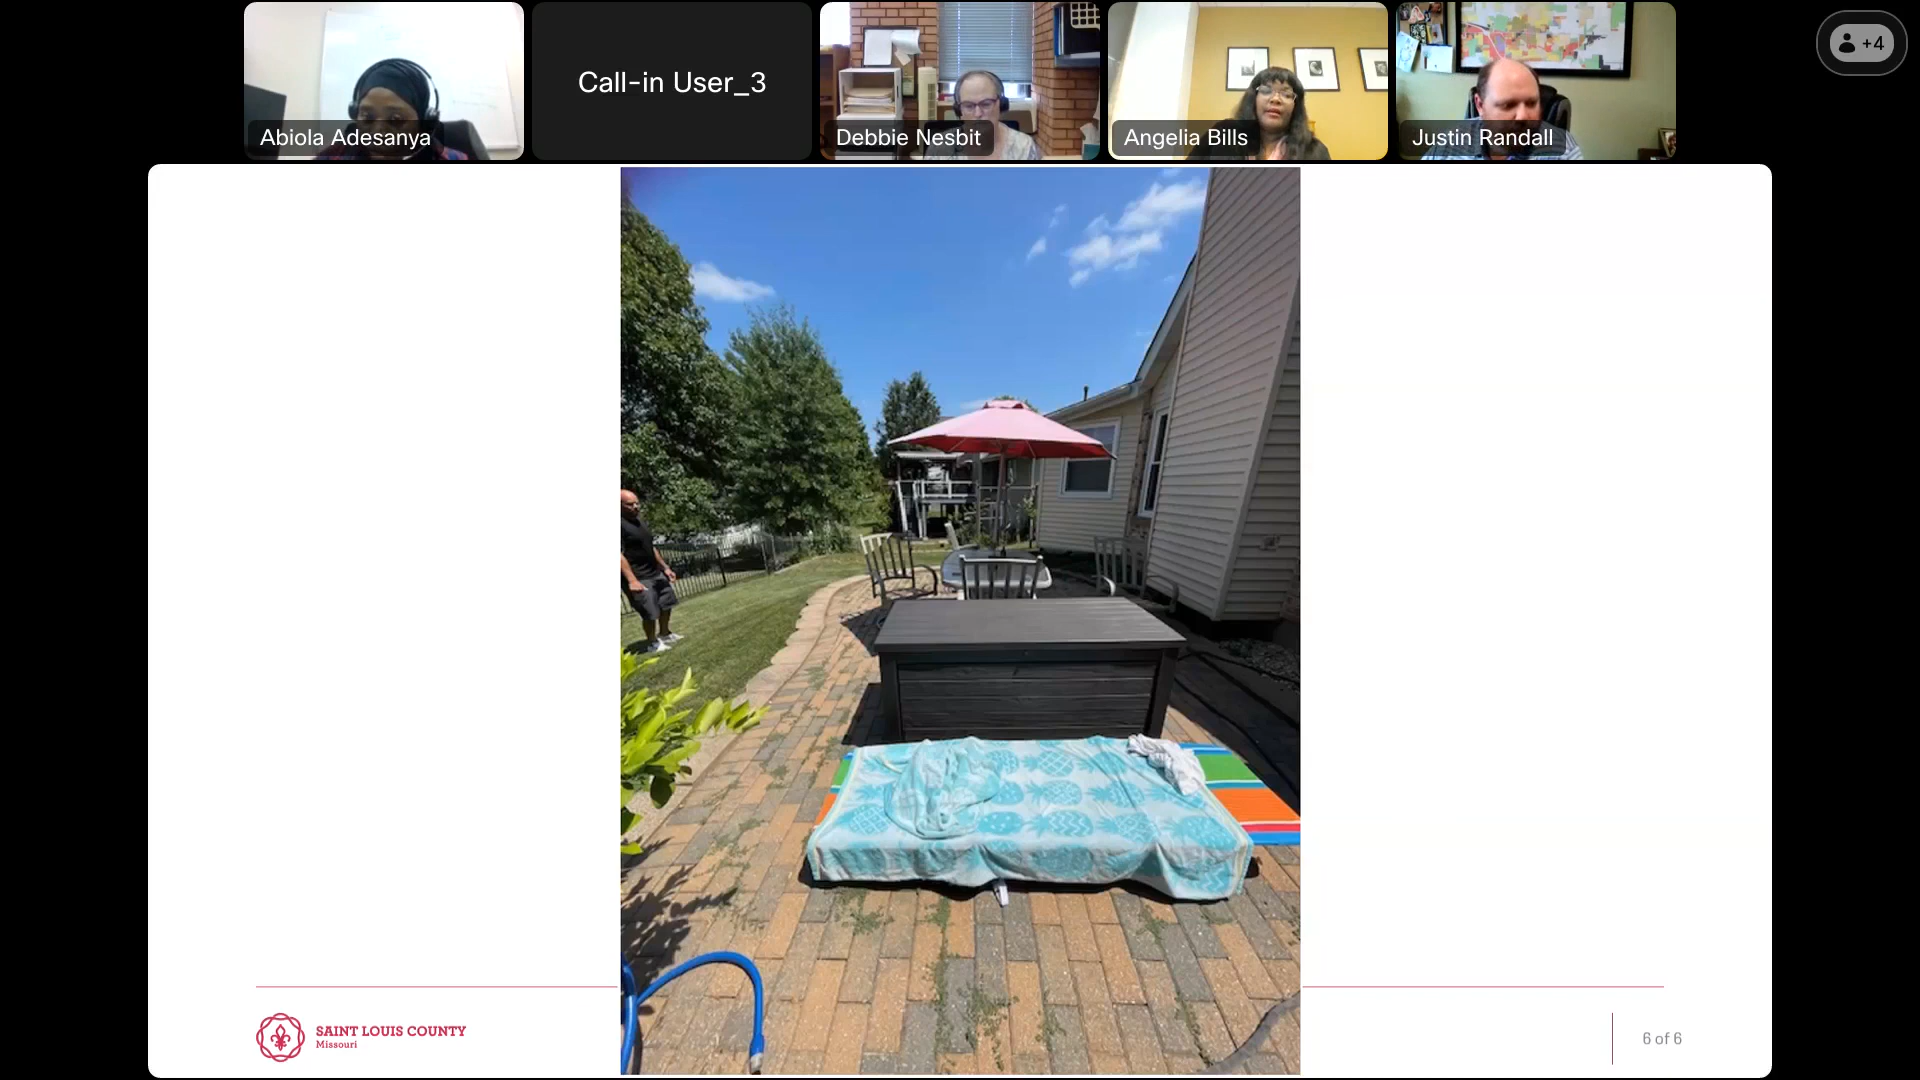 Abiola Adesanya
Call-in User_3
Debbie Nesbit
Angelia Bills
Justin Randall
+4
SAINT LOUIS COUNTY
Missouri
6 of 6